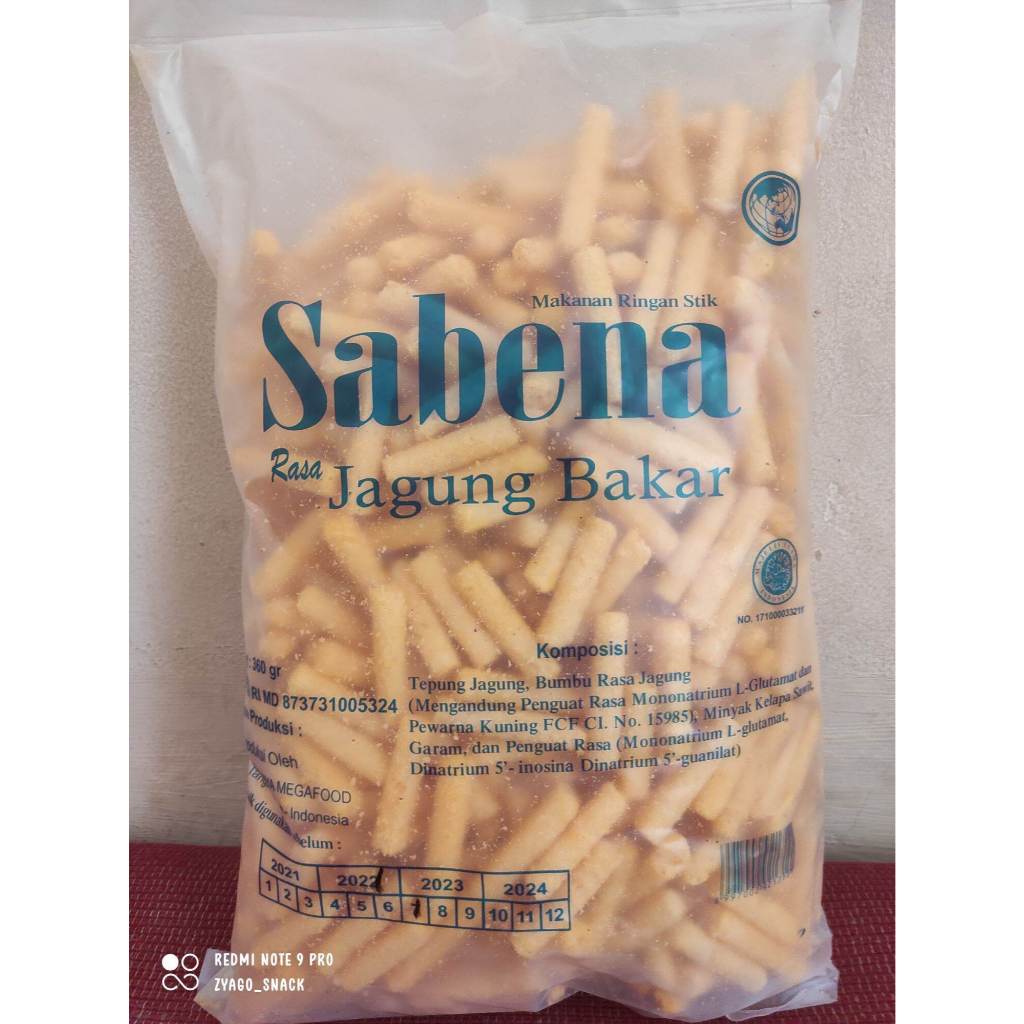 Makanan Ringan Stik
Sabena
Rasa Jagung Bakar
NO. 171000033211
Komposisi :
Tepung Jagung, Bumbu Rasa Jagung
(Mengandung Penguat Rasa Mononatrium L-Glutamat dan
Pewarna Kuning FCF CI. No. 15985), Minyak Kelapa Sawit,
Garam, dan Penguat Rasa (Mononatrium L-glutamat,
Dinatrium 5'- inosina Dinatrium 5'-guanilat)
: 360 gr
RI MD 873731005324
Produksi :
Oleh
MEGAFOOD
- Indonesia
elum :
2021 2022 2023 2024
1 2 3 4 5 6 7 8 9 10 11 12
REDMI NOTE 9 PRO
ZYAGO_SNACK